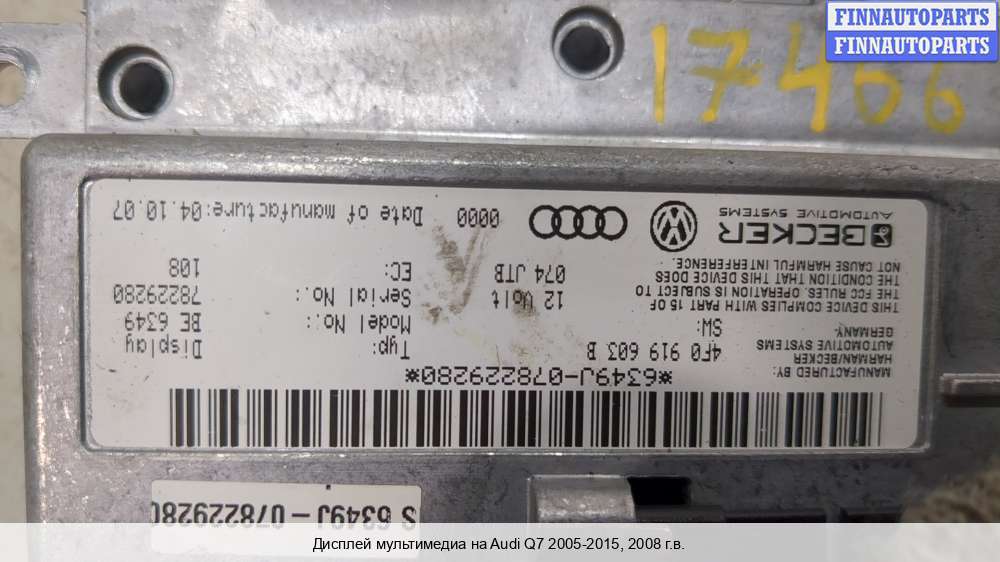 FINNAUTOPARTS
FINNAUTOPARTS
17466
S 6349J-07822928
*6349J-078229280*
MANUFACTURED BY:
HARMAN/BECKER
AUTOMOTIVE SYSTEMS
GERMANY.
4F0 919 603 B
SW:
Typ: Display
Model No.: BE 6349
THIS DEVICE COMPLIES WITH PART 15 OF
THE FCC RULES. OPERATION IS SUBJECT TO
THE CONDITION THAT THIS DEVICE DOES
NOT CAUSE HARMFUL INTERFERENCE.
12 Volt
Serial No.: 78229280
074 JTB
EC: 108
BECKER
AUTOMOTIVE SYSTEMS
0000
Date of manufacture:04.10.07
Дисплей мультимедиа на Audi Q7 2005-2015, 2008 г.в.